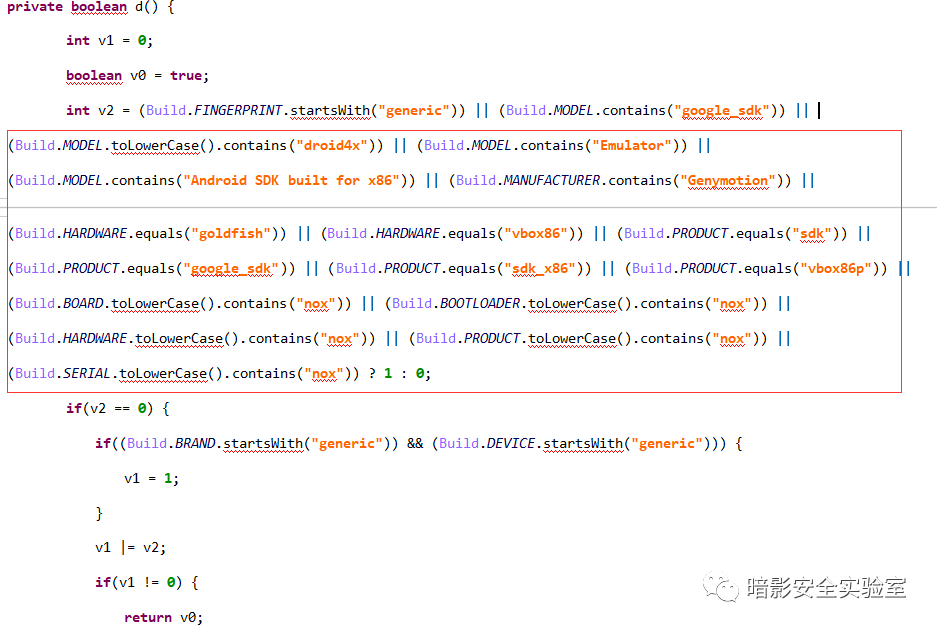 private boolean d() {
int v1 = 0;
boolean v0 = true;
int v2 = (Build.FINGERPRINT.startsWith("generic")) || (Build.MODEL.contains("google_sdk")) ||
(Build.MODEL.toLowerCase().contains("droid4x")) || (Build.MODEL.contains("Emulator")) ||
(Build.MODEL.contains("Android SDK built for x86")) || (Build.MANUFACTURER.contains("Genymotion")) ||
(Build.HARDWARE.equals("goldfish")) || (Build.HARDWARE.equals("vbox86")) || (Build.PRODUCT.equals("sdk")) ||
(Build.PRODUCT.equals("google_sdk")) || (Build.PRODUCT.equals("sdk_x86")) || (Build.PRODUCT.equals("vbox86p")) ||
(Build.BOARD.toLowerCase().contains("nox")) || (Build.BOOTLOADER.toLowerCase().contains("nox")) ||
(Build.HARDWARE.toLowerCase().contains("nox")) || (Build.PRODUCT.toLowerCase().contains("nox")) ||
(Build.SERIAL.toLowerCase().contains("nox")) ? 1 : 0;
if(v2 == 0) {
if((Build.BRAND.startsWith("generic")) && (Build.DEVICE.startsWith("generic"))) {
v1 = 1;
}
v1 |= v2;
if(v1 != 0) {
return v0;
暗影安全实验室